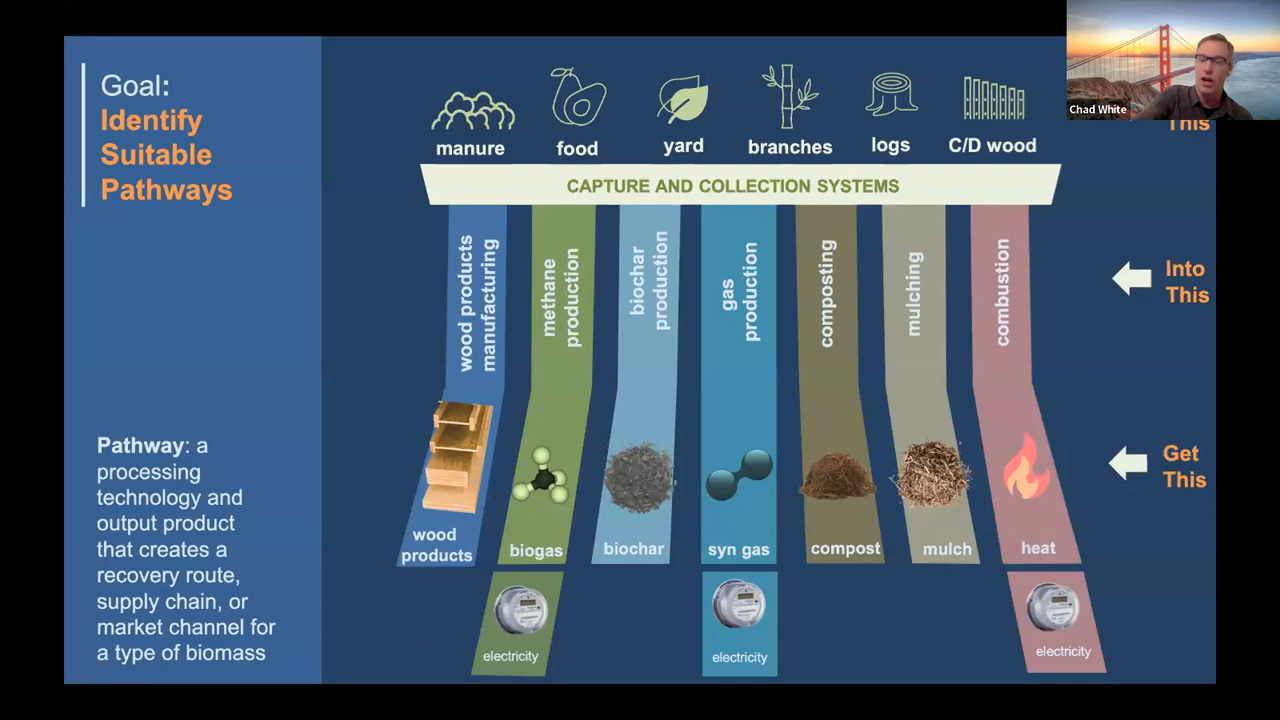 Goal:
Identify
Suitable
Pathways
Pathway: a
processing
technology and
output product
that creates a
recovery route,
supply chain, or
market channel for
a type of biomass
manure
food
yard
branches
logs
C/D wood
CAPTURE AND COLLECTION SYSTEMS
wood products
manufacturing
methane
production
biochar
production
gas
production
composting
mulching
combustion
wood
products
biogas
biochar
syn gas
compost
mulch
heat
electricity
electricity
electricity
This
Into
This
Get
This
Chad White